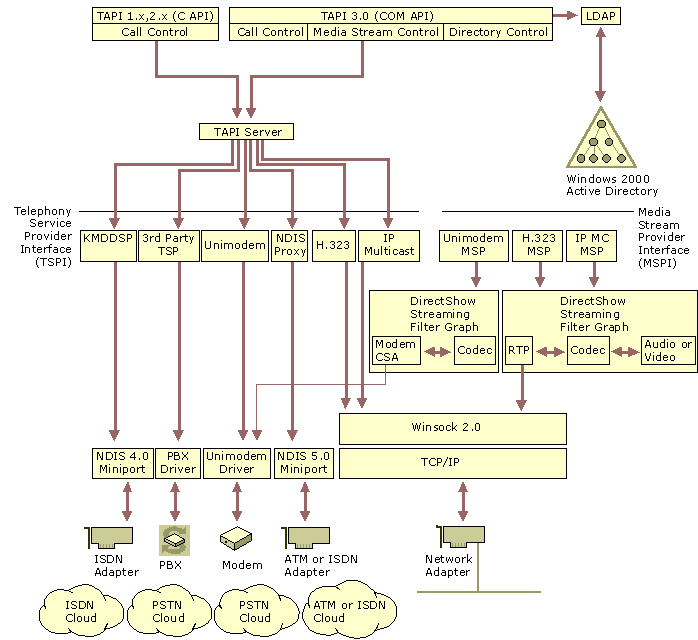 TAPI 1.x,2.x (C API)
Call Control
TAPI 3.0 (COM API)
Call Control
Media Stream Control
Directory Control
LDAP
TAPI Server
Windows 2000
Active Directory
Telephony
Service
Provider
Interface
(TSPI)
KMDDSP
3rd Party
TSP
Unimodem
NDIS
Proxy
H.323
IP
Multicast
Unimodem
MSP
H.323
MSP
IP MC
MSP
Media
Stream
Provider
Interface
(MSPI)
DirectShow
Streaming
Filter Graph
Modem
CSA
Codec
DirectShow
Streaming
Filter Graph
RTP
Codec
Audio or
Video
Winsock 2.0
TCP/IP
NDIS 4.0
Miniport
PBX
Driver
Unimodem
Driver
NDIS 5.0
Miniport
ISDN
Adapter
PBX
Modem
ATM or ISDN
Adapter
Network
Adapter
ISDN
Cloud
PSTN
Cloud
PSTN
Cloud
ATM or ISDN
Cloud